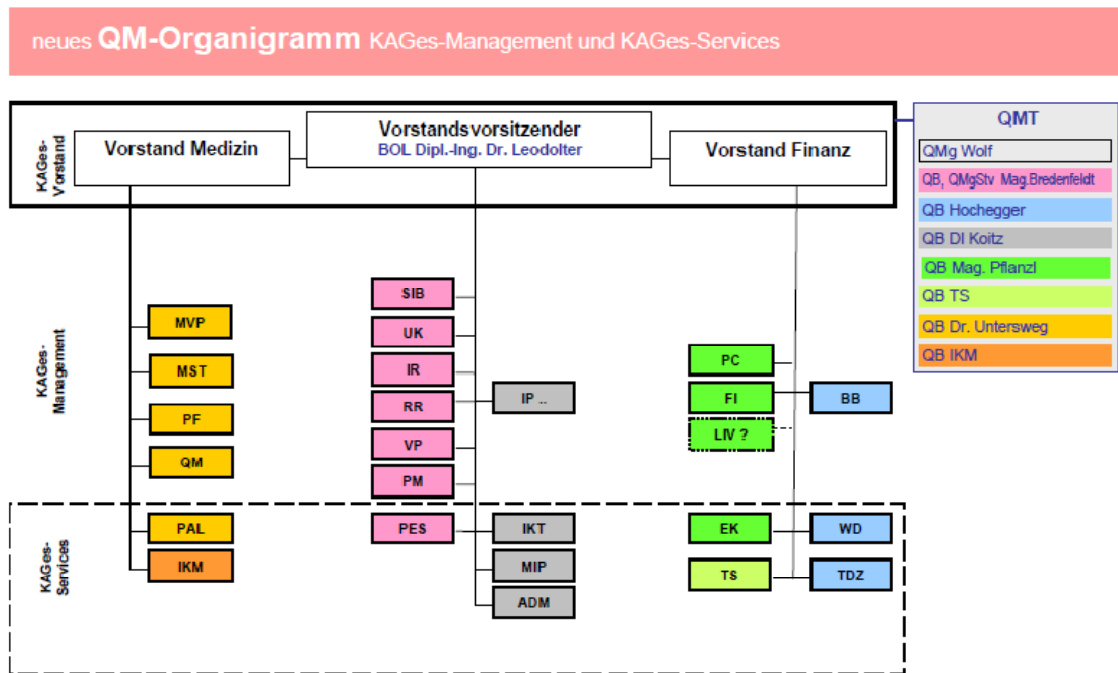 neues QM-Organigramm KAGes-Management und KAGes-Services
KAGes-
Vorstand
Vorstand Medizin
Vorstandsvorsitzender
BOIL Dipl.-Ing. Dr. Leodolter
Vorstand Finanz
QMT
QMg Wolf
QB, QMgStv Mag.Bredenfeldt
QB Hochegger
QB DI Koitz
QB Mag. Pflanzl
QB TS
QB Dr. Untersweg
QB IKM
KAGes-
Management
MVIP
MST
PF
QM
SIB
UK
IR
RR
VP
PM
IP ...
PC
FI
LIV ?
BB
KAGes-
Services
PAIL
IKM
PES
IKT
MIP
ADM
EK
TS
WD
TDZ